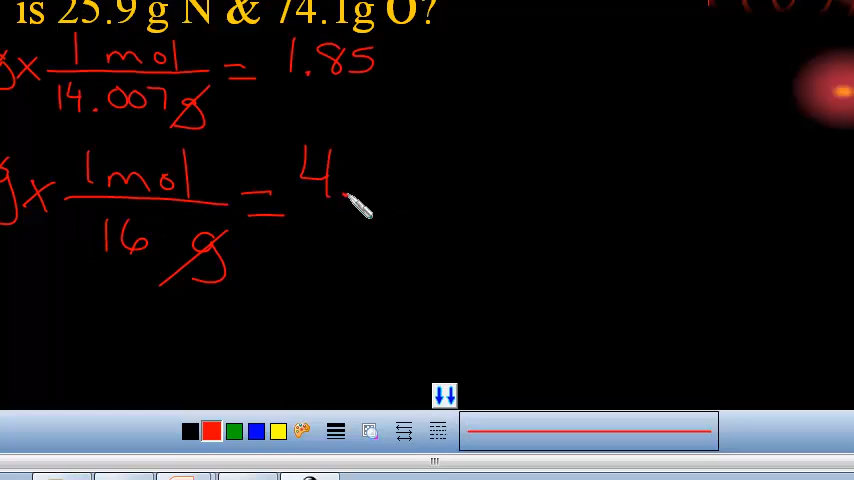 is 25.9 g N & 74.1g O?
g x 1 mol / 14.007 g = 1.85
g x 1 mol / 16 g = 4.